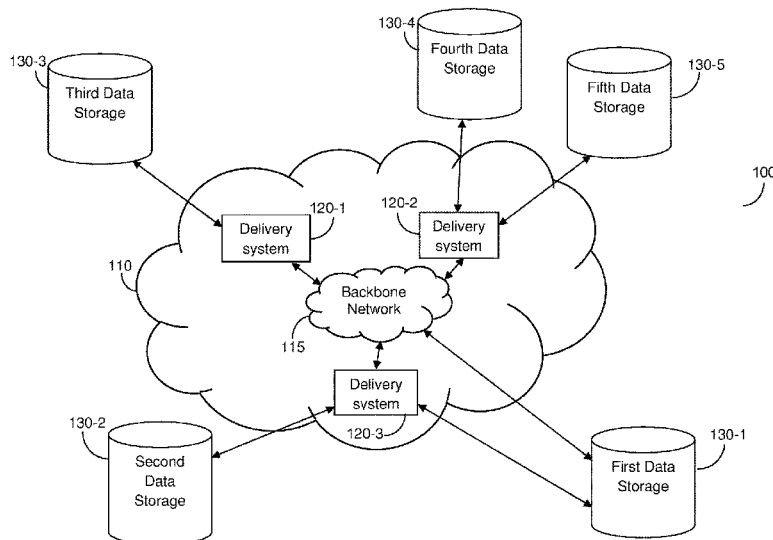 130-4
Fourth Data
Storage
130-3
Third Data
Storage
130-5
Fifth Data
Storage
100
120-1
Delivery
system
120-2
Delivery
system
110
Backbone
Network
115
Delivery
system
120-3
130-2
Second
Data
Storage
130-1
First Data
Storage